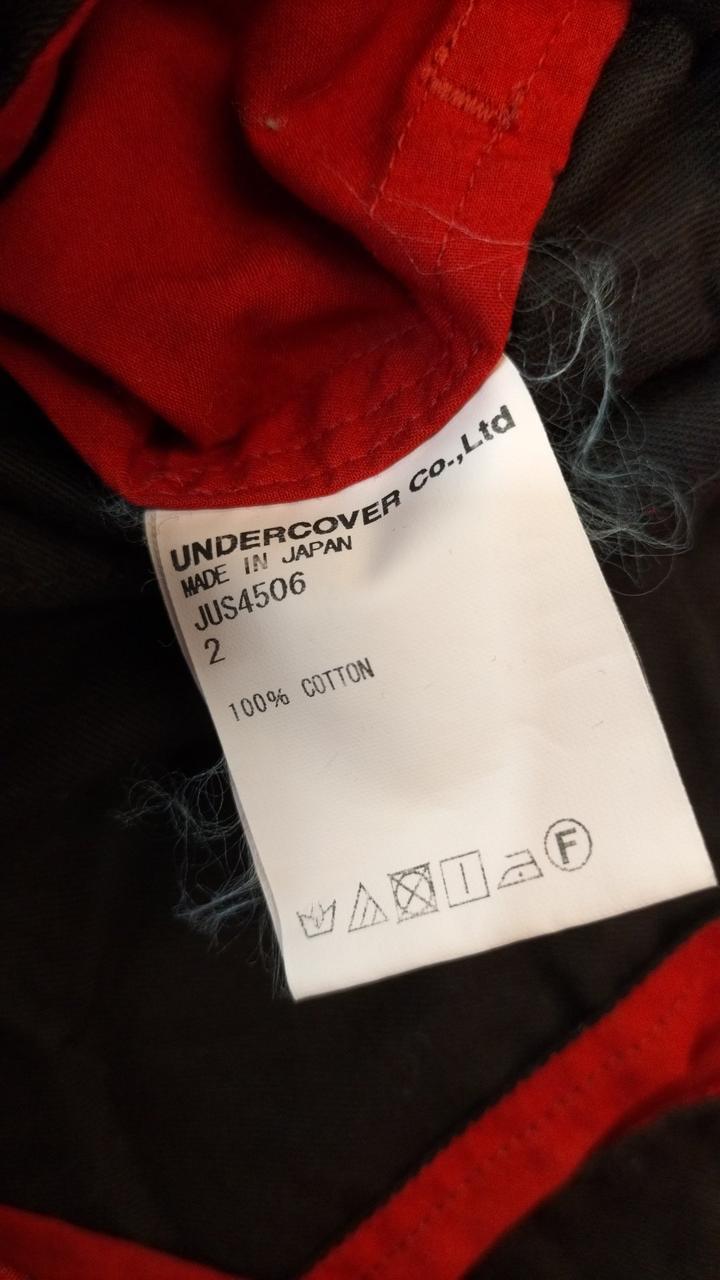 UNDERCOVER Co.,Ltd
MADE IN JAPAN
JUS4506
2
100% COTTON
F